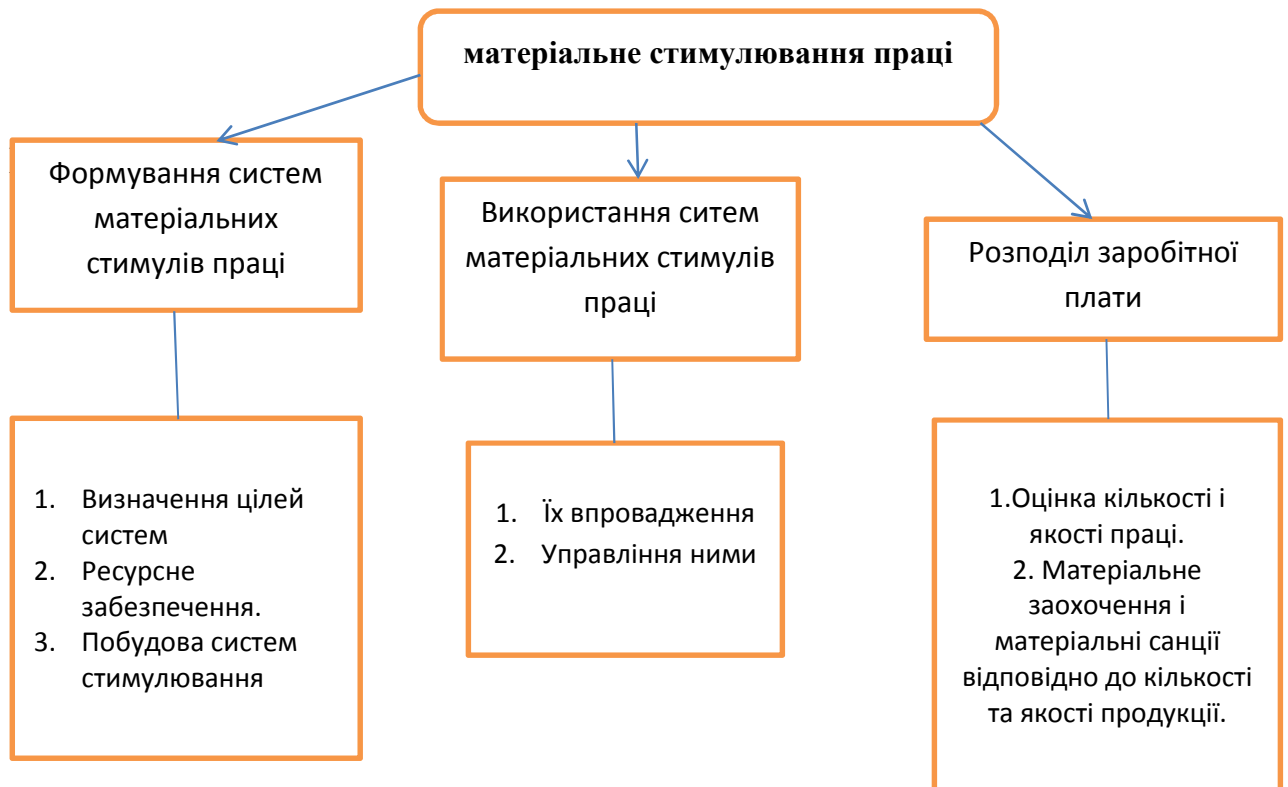 матеріальне стимулювання праці
Формування систем
матеріальних
стимулів праці
Використання ситем
матеріальних стимулів
праці
Розподіл заробітної
плати
1. Визначення цілей
систем
2. Ресурсне
забезпечення.
3. Побудова систем
стимулювання
1. Їх впровадження
2. Управління ними
1.Оцінка кількості і
якості праці.
2. Матеріальне
заохочення і
матеріальні санкції
відповідно до кількості
та якості продукції.